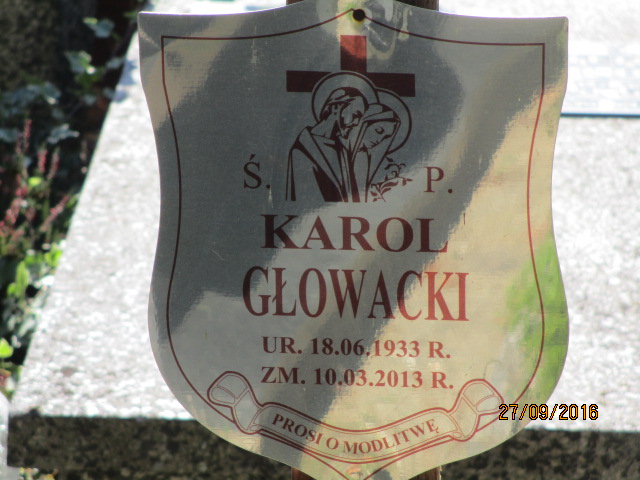 Ś. P.
KAROL
GŁOWACKI
UR. 18.06.1933 R.
ZM. 10.03.2013 R.
PROSI O MODLITWĘ
27/09/2016